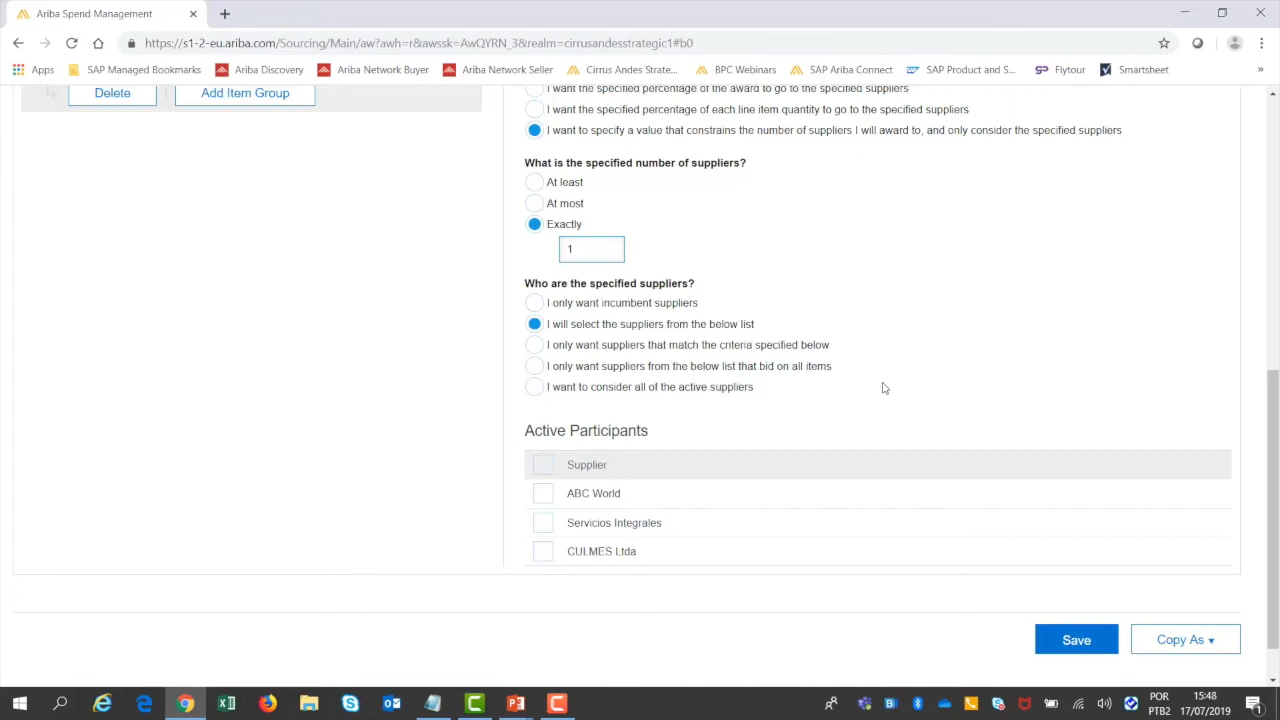 Ariba Spend Management
https://s1-2-eu.ariba.com/Sourcing/Main/aw?awh=r&awssk=AwQYRN_3&realm=cirrusandesstrategic1#b0
Apps SAP Managed Bookmarks Ariba Discovery Ariba Network Buyer Ariba Network Seller Cirrus Andes Strate... BPC Webinars SAP Ariba Connect SAP Product and S... Flytour Smartsheet »
Delete Add Item Group
I want the specified percentage of the award to go to the specified suppliers
I want the specified percentage of each line item quantity to go to the specified suppliers
I want to specify a value that constrains the number of suppliers I will award to, and only consider the specified suppliers
What is the specified number of suppliers?
At least
At most
Exactly
1
Who are the specified suppliers?
I only want incumbent suppliers
I will select the suppliers from the below list
I only want suppliers that match the criteria specified below
I only want suppliers from the below list that bid on all items
I want to consider all of the active suppliers
Active Participants
Supplier
ABC World
Servicios Integrales
CULMES Ltda
Save Copy As
POR 15:48
PTB2 17/07/2019